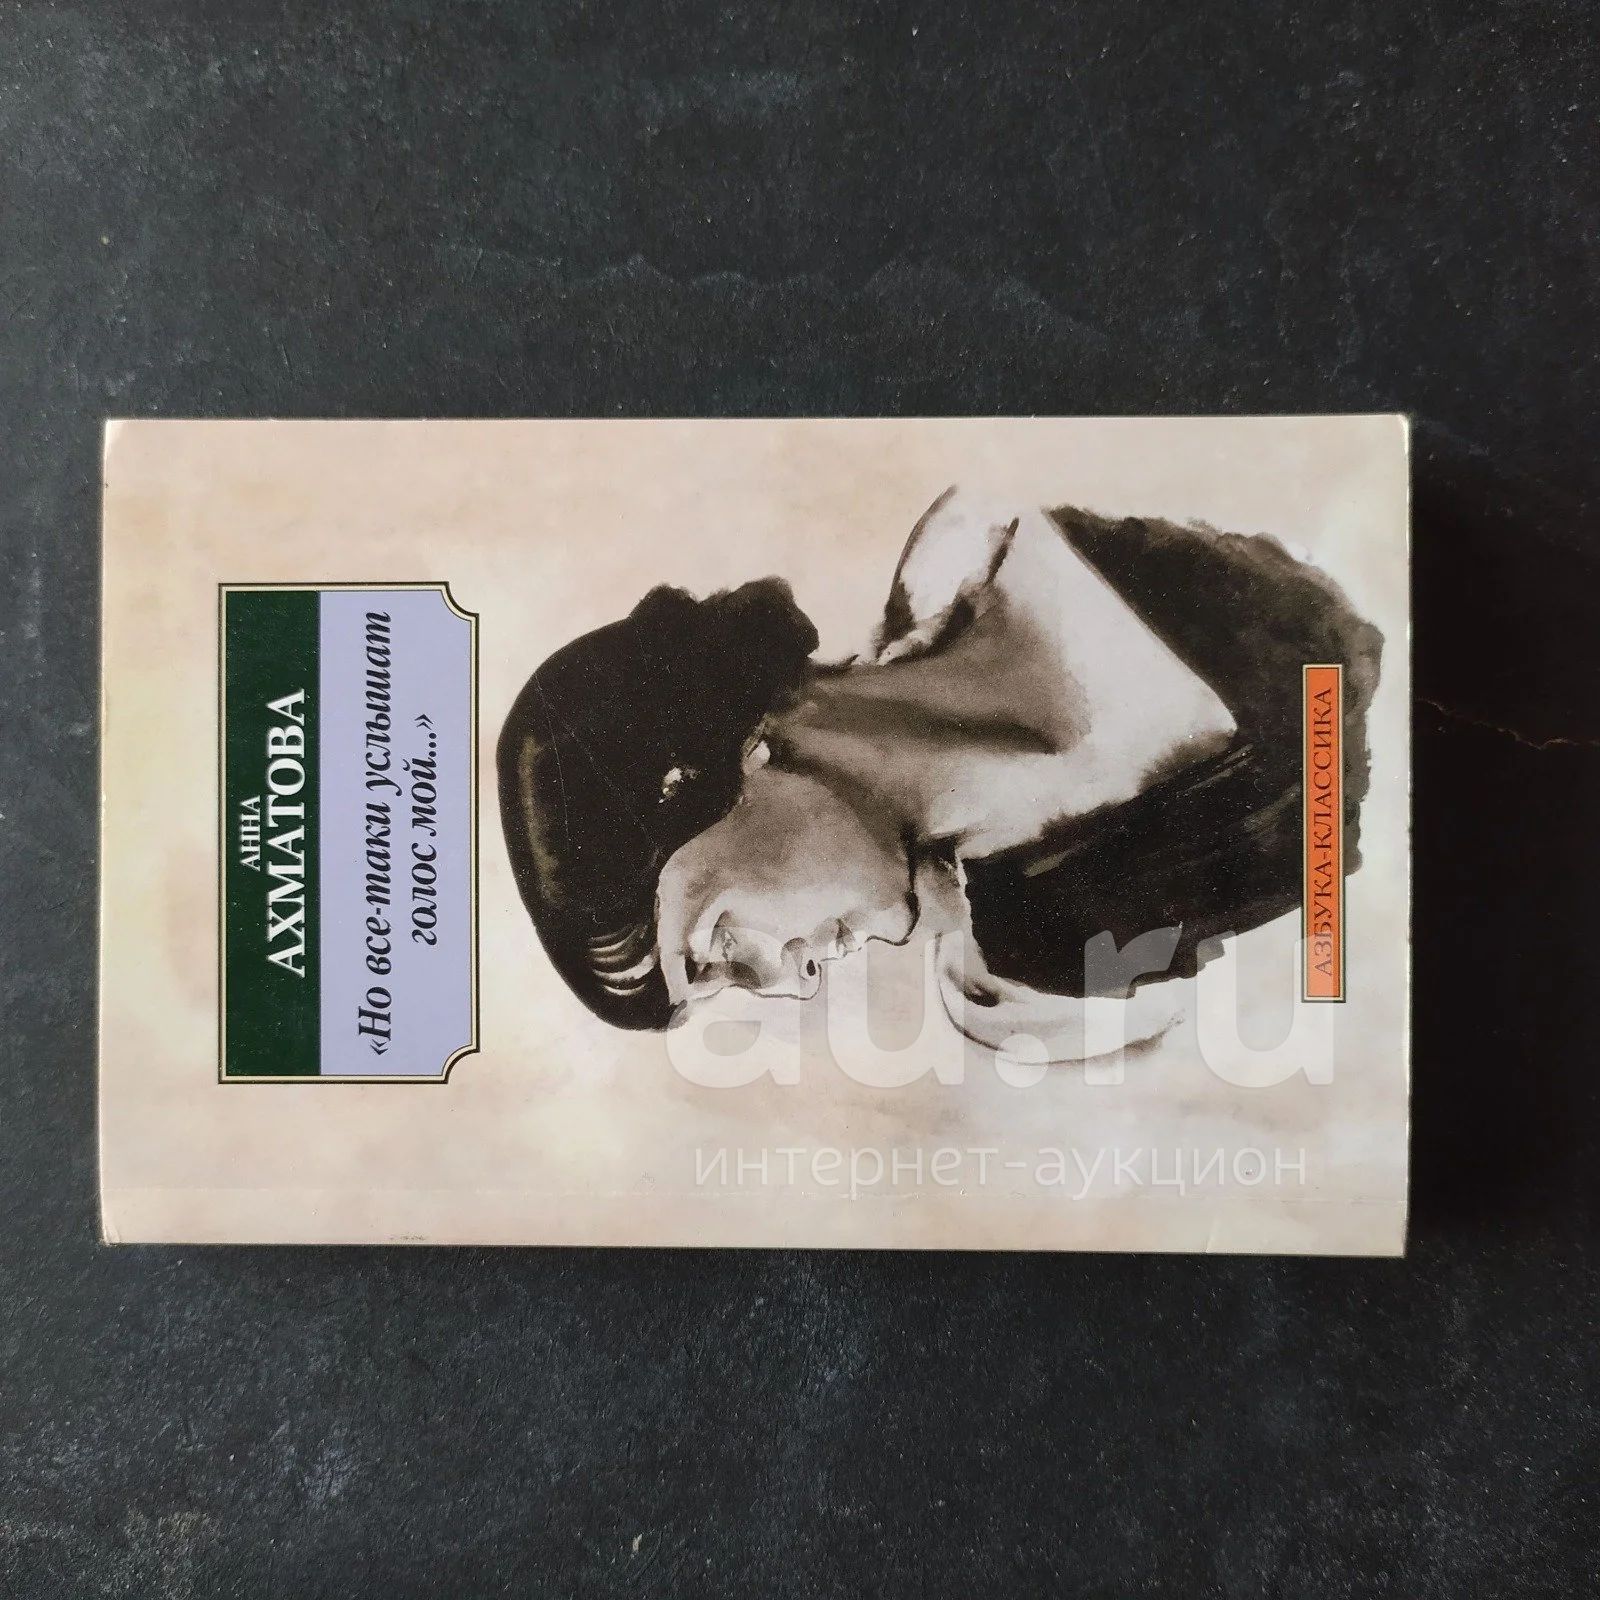 АННА
АХМАТОВА
«Но все-таки услышат
голос мой...»
АЗБУКА-КЛАССИКА
au.ru
интернет-аукцион